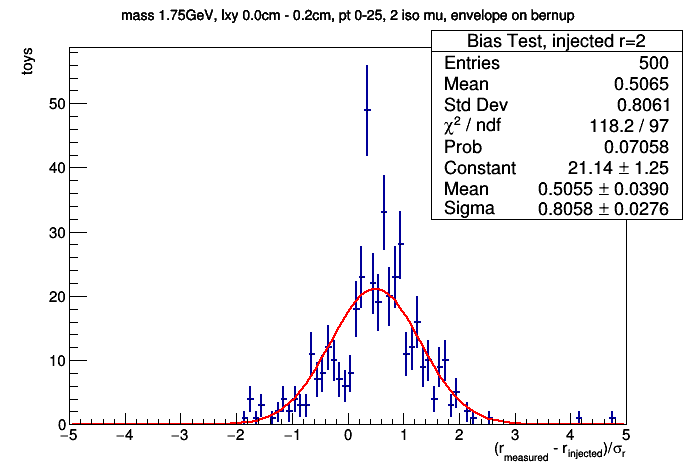 mass 1.75GeV, lxy 0.0cm - 0.2cm, pt 0-25, 2 iso mu, envelope on bernup
Bias Test, injected r=2
Entries 500
Mean 0.5065
Std Dev 0.8061
χ² / ndf 118.2 / 97
Prob 0.07058
Constant 21.14 ± 1.25
Mean 0.5055 ± 0.0390
Sigma 0.8058 ± 0.0276
toys
50
40
30
20
10
0
−5 −4 −3 −2 −1 0 1 2 3 4 5
(r_measured - r_injected)/σ_r